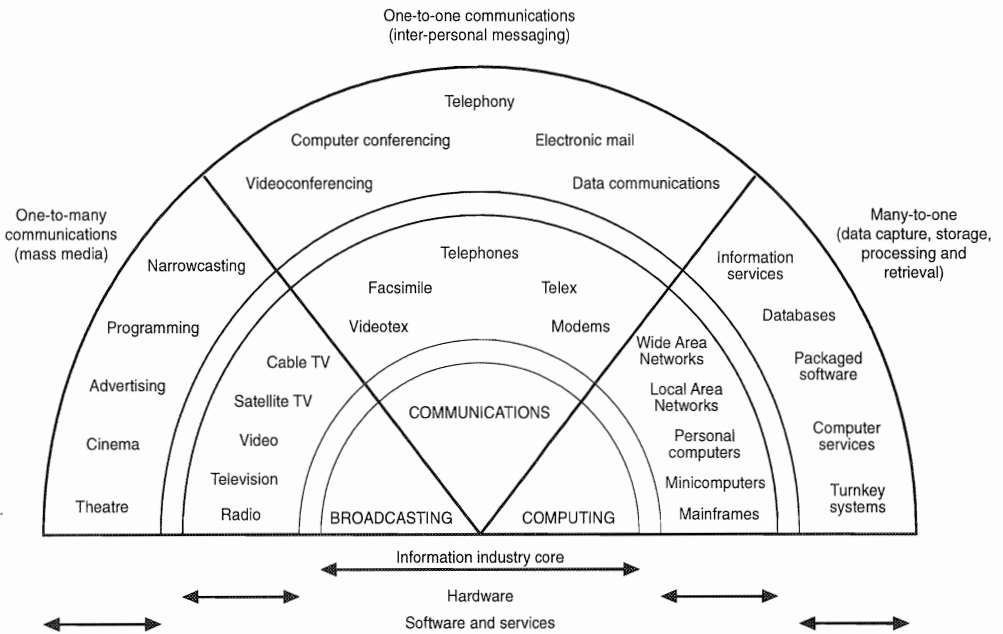 One-to-one communications
(inter-personal messaging)
Telephony
Computer conferencing
Electronic mail
Videoconferencing
Data communications
One-to-many
communications
(mass media)
Many-to-one
(data capture, storage,
processing and
retrieval)
Narrowcasting
Programming
Advertising
Cinema
Theatre
Telephones
Facsimile
Telex
Videotex
Modems
Cable TV
Satellite TV
Video
Television
Radio
Information
services
Databases
Packaged
software
Computer
services
Turnkey
systems
Wide Area
Networks
Local Area
Networks
Personal
computers
Minicomputers
Mainframes
COMMUNICATIONS
BROADCASTING
COMPUTING
Information industry core
Hardware
Software and services